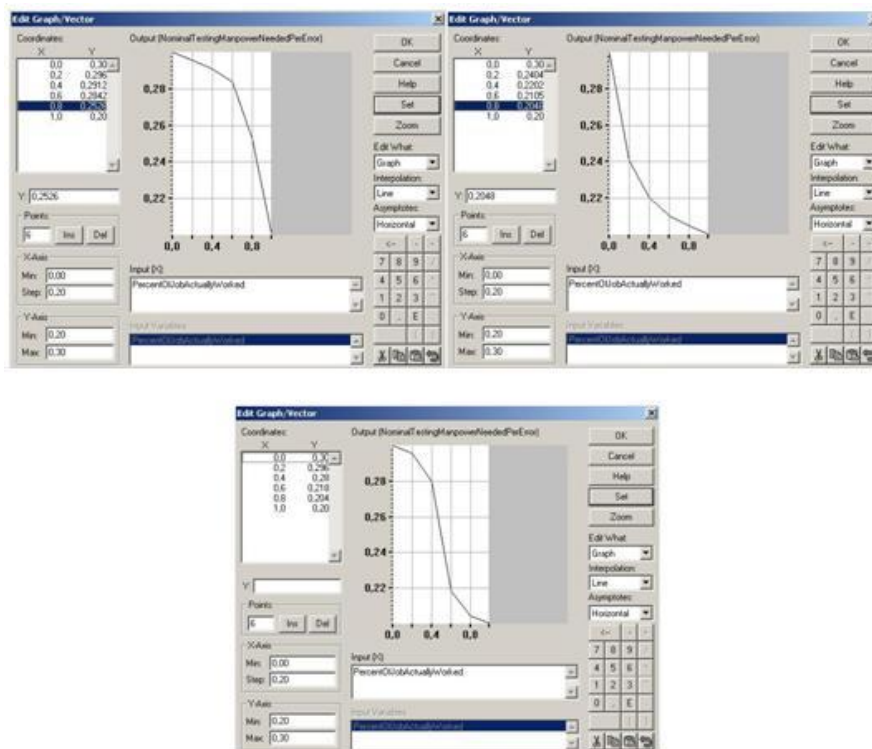 Edit Graph/Vector
Coordinates:
X Y
0,0 0,30
0,2 0,296
0,4 0,2912
0,6 0,2842
0,8 0,2526
1,0 0,20
Y: 0,2526
Points:
6 Ins Del
X-Axis
Min: 0,00
Step: 0,20
Y-Axis
Min: 0,20
Max: 0,30
Output (NominalTestingManpowerNeededPerError)
0,28
0,26
0,24
0,22
0,0 0,4 0,8
Input (X):
PercentOfJobActuallyWorked
Input Variables:
PercentOfJobActuallyWorked
OK
Cancel
Help
Set
Zoom
Edit What:
Graph
Interpolation:
Line
Asymptotes:
Horizontal
7 8 9
4 5 6
1 2 3
0 . E
Edit Graph/Vector
Coordinates:
X Y
0,0 0,30
0,2 0,2404
0,4 0,2202
0,6 0,2105
0,8 0,2048
1,0 0,20
Y: 0,2048
Points:
6 Ins Del
X-Axis
Min: 0,00
Step: 0,20
Y-Axis
Min: 0,20
Max: 0,30
Output (NominalTestingManpowerNeededPerError)
0,28
0,26
0,24
0,22
0,0 0,4 0,8
Input (X):
PercentOfJobActuallyWorked
Input Variables:
PercentOfJobActuallyWorked
OK
Cancel
Help
Set
Zoom
Edit What:
Graph
Interpolation:
Line
Asymptotes:
Horizontal
7 8 9
4 5 6
1 2 3
0 . E
Edit Graph/Vector
Coordinates:
X Y
0,0 0,30
0,2 0,296
0,4 0,28
0,6 0,218
0,8 0,204
1,0 0,20
Y:
Points:
6 Ins Del
X-Axis
Min: 0,00
Step: 0,20
Y-Axis
Min: 0,20
Max: 0,30
Output (NominalTestingManpowerNeededPerError)
0,28
0,26
0,24
0,22
0,0 0,4 0,8
Input (X):
PercentOfJobActuallyWorked
Input Variables:
PercentOfJobActuallyWorked
OK
Cancel
Help
Set
Zoom
Edit What:
Graph
Interpolation:
Line
Asymptotes:
Horizontal
7 8 9
4 5 6
1 2 3
0 . E